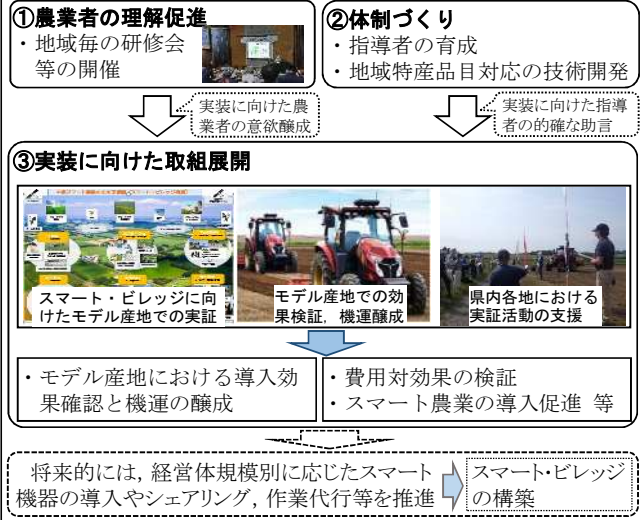 ①農業者の理解促進
・地域毎の研修会
等の開催
②体制づくり
・指導者の育成
・地域特産品目対応の技術開発
実装に向けた農
業者の意欲醸成
実装に向けた指導
者の的確な助言
③実装に向けた取組展開
スマート・ビレッジに向
けたモデル産地での実証
モデル産地での効
果検証，機運醸成
県内各地における
実証活動の支援
・モデル産地における導入効
果確認と機運の醸成
・費用対効果の検証
・スマート農業の導入促進 等
将来的には，経営体規模別に応じたスマート
機器の導入やシェアリング，作業代行等を推進
スマート・ビレッジ
の構築